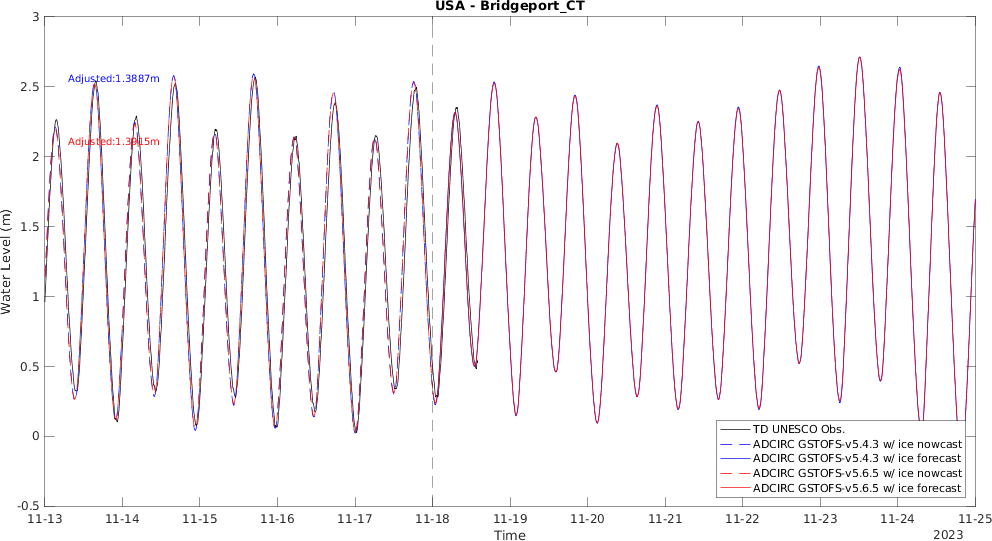 USA - Bridgeport_CT
3
2.5
2
1.5
1
0.5
0
-0.5
Water Level (m)
Adjusted:1.3887m
Adjusted:1.3915m
TD UNESCO Obs.
ADCIRC GSTOFS-v5.4.3 w/ ice nowcast
ADCIRC GSTOFS-v5.4.3 w/ ice forecast
ADCIRC GSTOFS-v5.6.5 w/ ice nowcast
ADCIRC GSTOFS-v5.6.5 w/ ice forecast
11-13 11-14 11-15 11-16 11-17 11-18 11-19 11-20 11-21 11-22 11-23 11-24 11-25
Time
2023